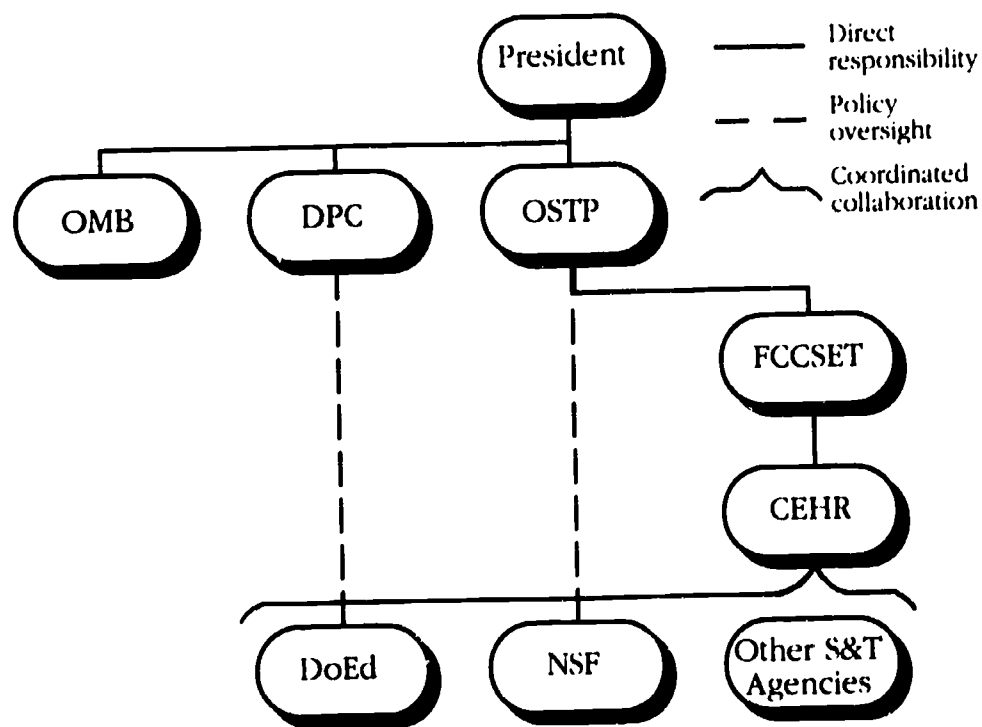 President
Direct
responsibility
Policy
oversight
Coordinated
collaboration
OMB
DPC
OSTP
FCCSET
CEHR
DoEd
NSF
Other S&T
Agencies